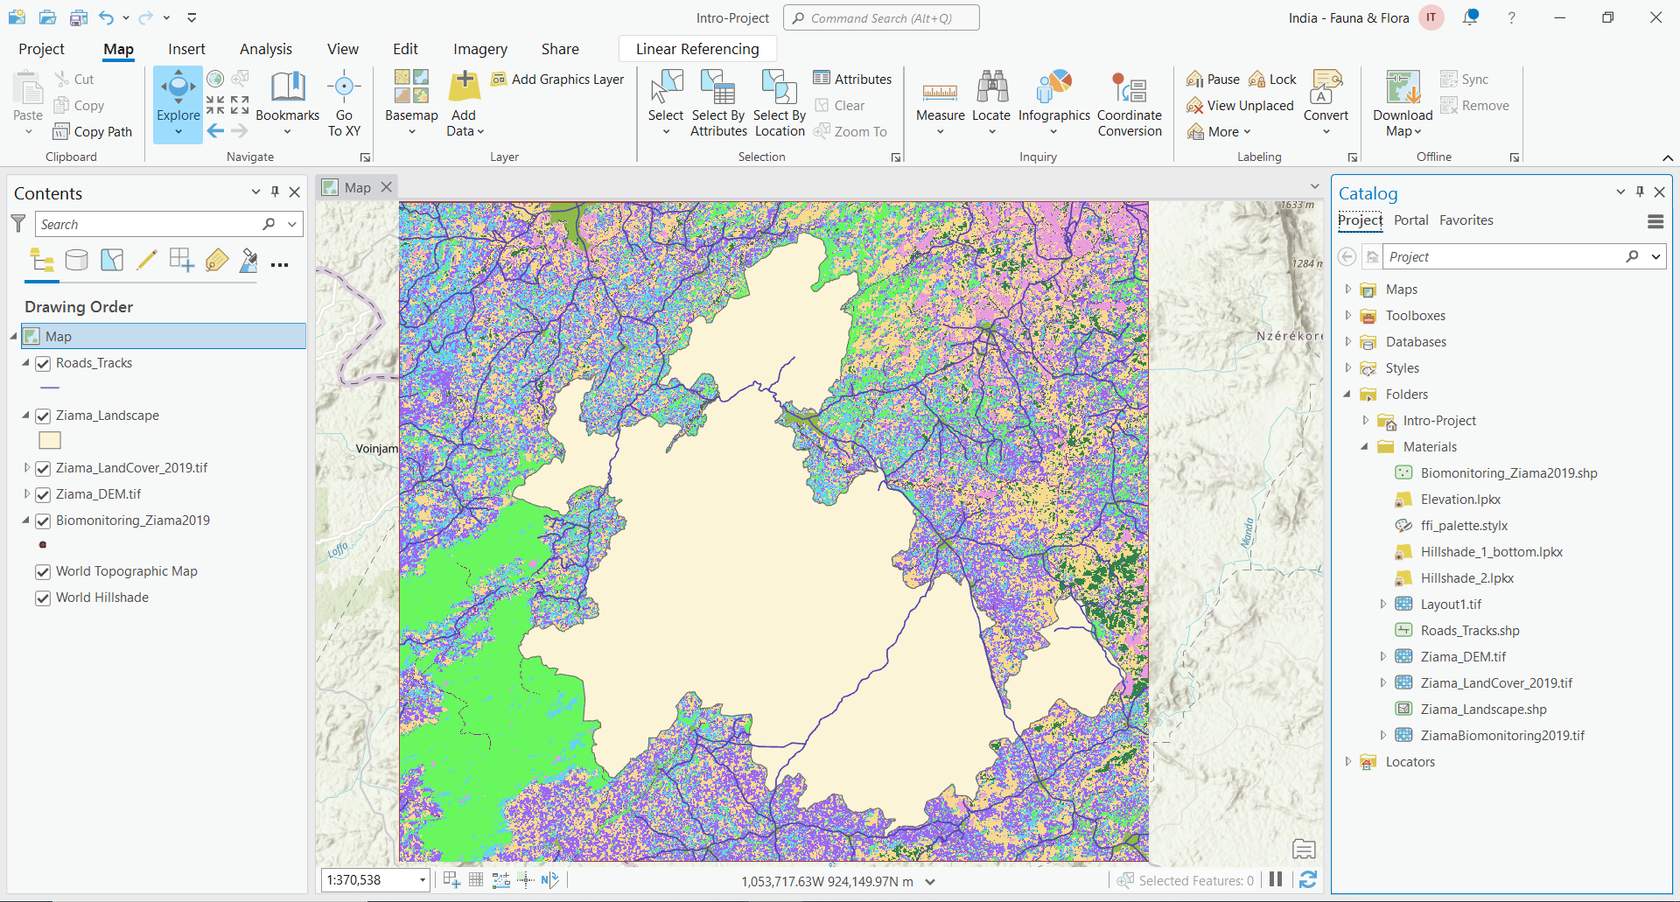 Intro-Project
Command Search (Alt+Q)
India - Fauna & Flora
IT
?
Project
Map
Insert
Analysis
View
Edit
Imagery
Share
Linear Referencing
Paste
Cut
Copy
Copy Path
Clipboard
Explore
Bookmarks
Go
To XY
Navigate
Basemap
Add
Data
Add Graphics Layer
Layer
Select
Select By
Attributes
Select By
Location
Attributes
Clear
Zoom To
Selection
Measure
Locate
Infographics
Coordinate
Conversion
Inquiry
Pause
Lock
View Unplaced
More
Convert
Labeling
Download
Map
Sync
Remove
Offline
Contents
Search
Drawing Order
Map
Roads_Tracks
Ziama_Landscape
Ziama_LandCover_2019.tif
Ziama_DEM.tif
Biomonitoring_Ziama2019
World Topographic Map
World Hillshade
Map
1633 m
1284 m
Nzérékore
Voinjam
Loffa
Nianda
1:370,538
1,053,717.63W 924,149.97N m
Selected Features: 0
Catalog
Project
Portal
Favorites
Project
Maps
Toolboxes
Databases
Styles
Folders
Intro-Project
Materials
Biomonitoring_Ziama2019.shp
Elevation.lpkx
ffi_palette.stylx
Hillshade_1_bottom.lpkx
Hillshade_2.lpkx
Layout1.tif
Roads_Tracks.shp
Ziama_DEM.tif
Ziama_LandCover_2019.tif
Ziama_Landscape.shp
ZiamaBiomonitoring2019.tif
Locators